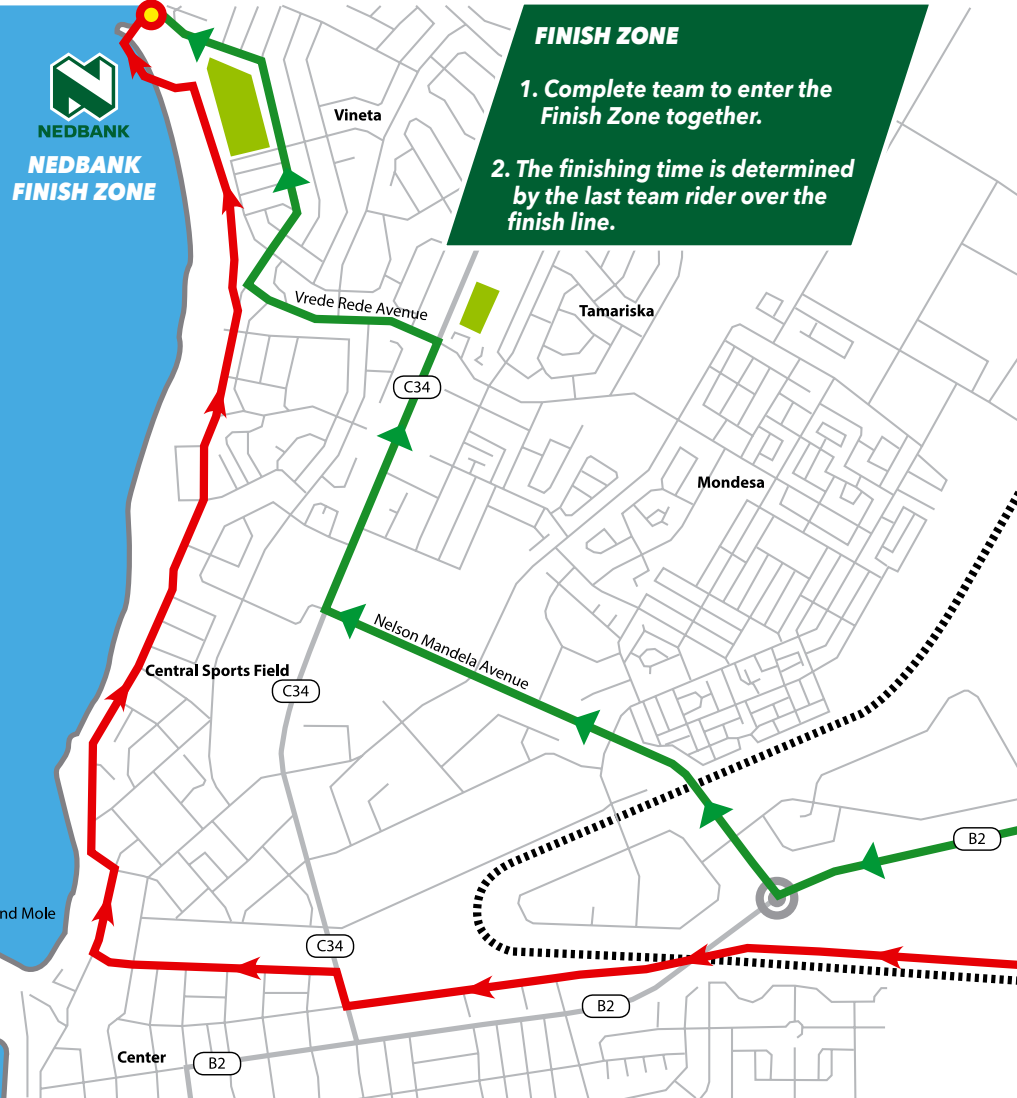 FINISH ZONE
1. Complete team to enter the
Finish Zone together.
2. The finishing time is determined
by the last team rider over the
finish line.
NEDBANK
NEDBANK
FINISH ZONE
Vineta
Vrede Rede Avenue
Tamariska
C34
Mondesa
Nelson Mandela Avenue
Central Sports Field
C34
B2
nd Mole
C34
B2
Center
B2